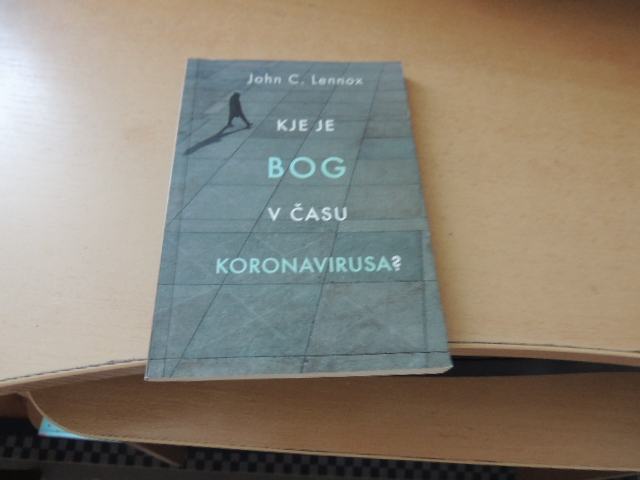 John C. Lennox
KJE JE
BOG
V ČASU
KORONAVIRUSA?